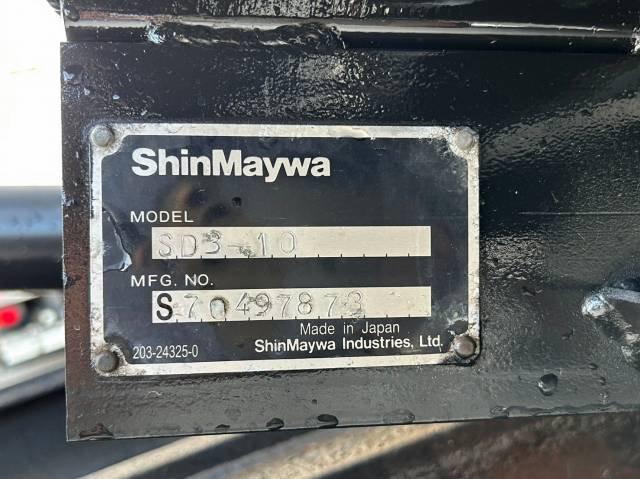 ShinMaywa
MODEL
SD3-10
MFG. NO.
S70497873
Made in Japan
203-24325-0
ShinMaywa Industries, Ltd.